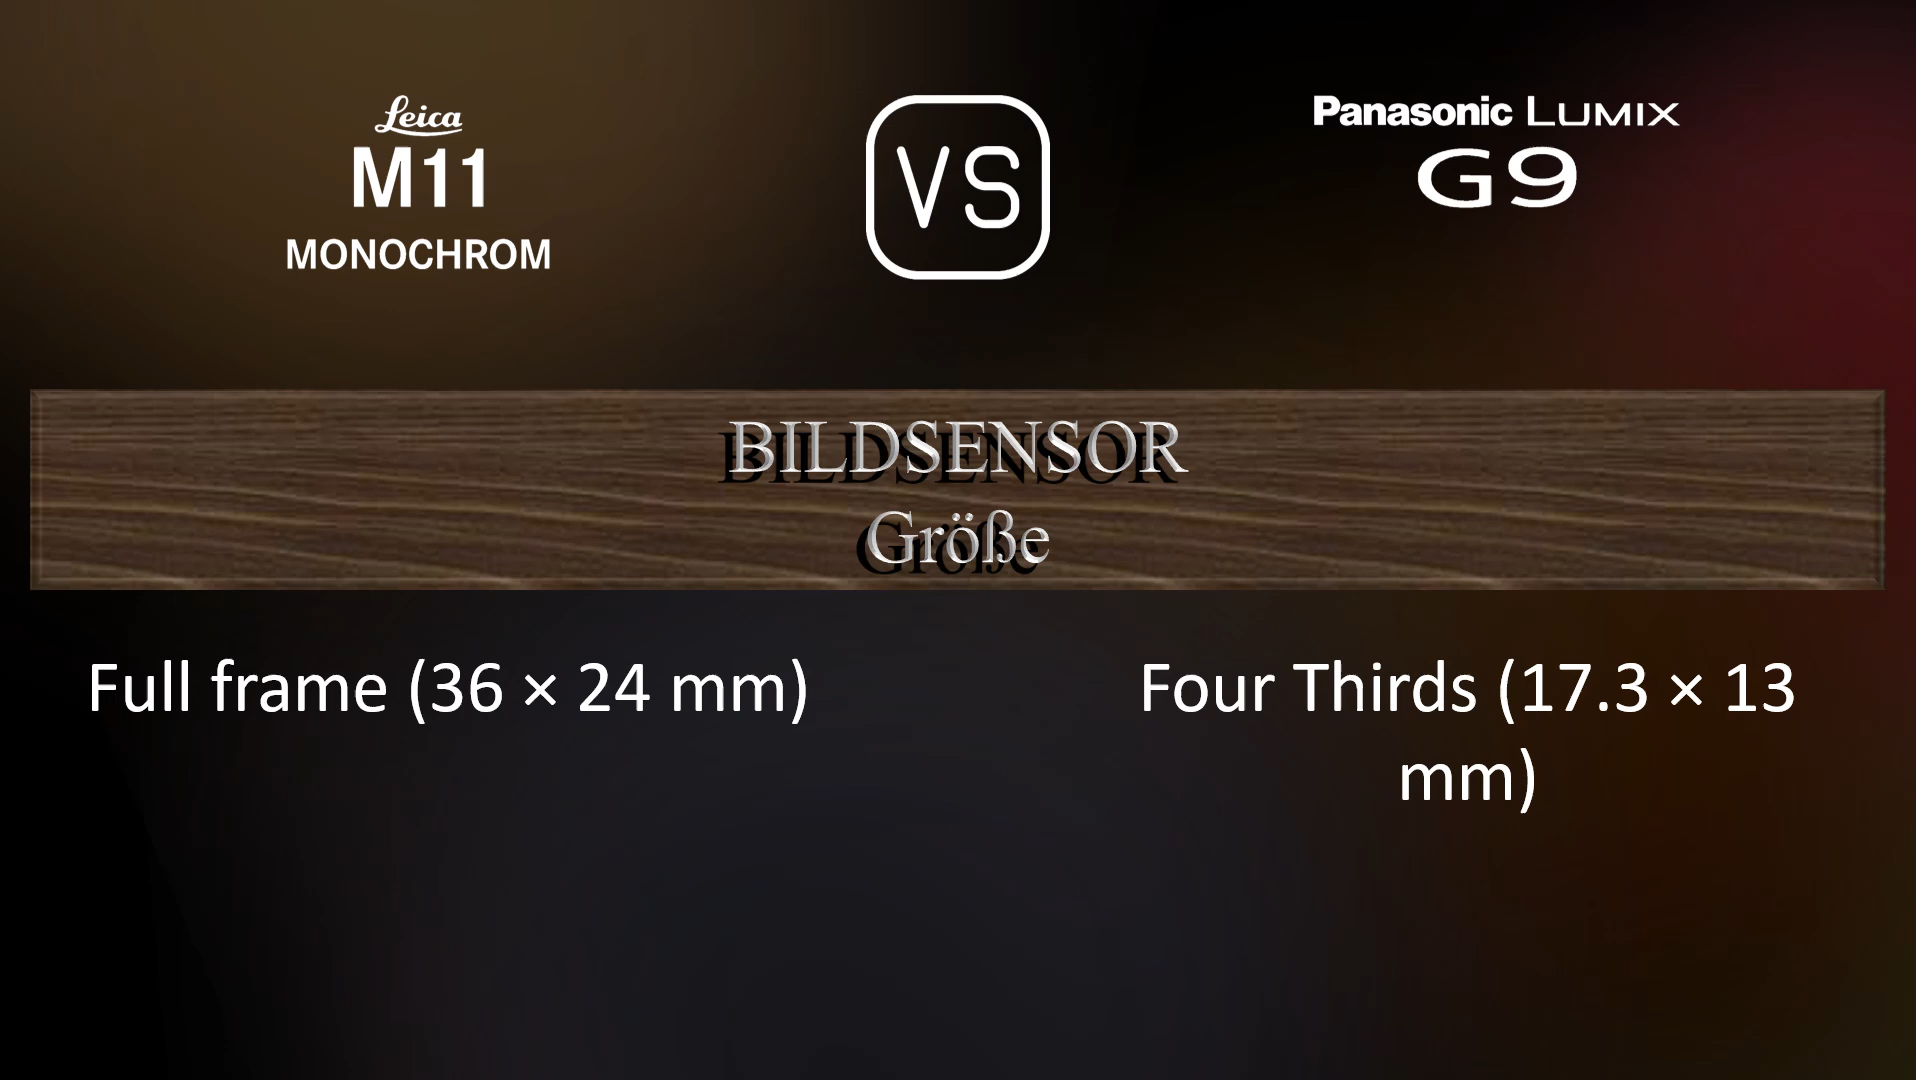 Leica
M11
MONOCHROM
VS
Panasonic LUMIX
G9
BILDSENSOR
Größe
Full frame (36 × 24 mm)
Four Thirds (17.3 × 13
mm)